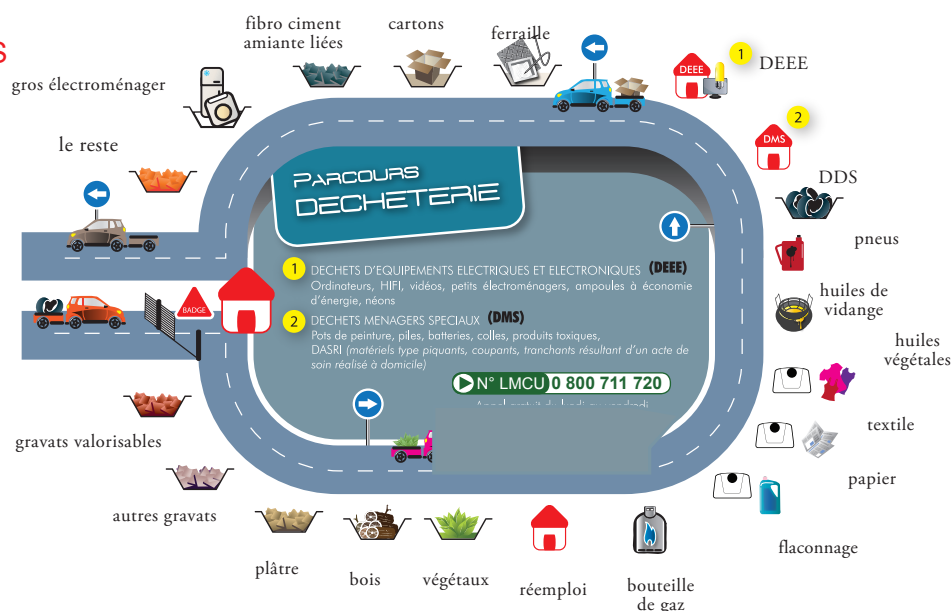 S
fibro ciment
amiante liées
cartons
ferraille
DEEE
1
DEEE
gros électroménager
2
DMS
le reste
DDS
PARCOURS
DECHETERIE
pneus
1 DECHETS D'EQUIPEMENTS ELECTRIQUES ET ELECTRONIQUES (DEEE)
Ordinateurs, HIFI, vidéos, petits électroménagers, ampoules à économie
d'énergie, néons
2 DECHETS MENAGERS SPECIAUX (DMS)
Pots de peinture, piles, batteries, colles, produits toxiques,
DASRI (matériels type piquants, coupants, tranchants résultant d'un acte de
soin réalisé à domicile)
N° LMCU 0 800 711 720
BADGE
huiles de
vidange
huiles
végétales
textile
papier
flaconnage
gravats valorisables
autres gravats
plâtre
bois
végétaux
réemploi
bouteille
de gaz